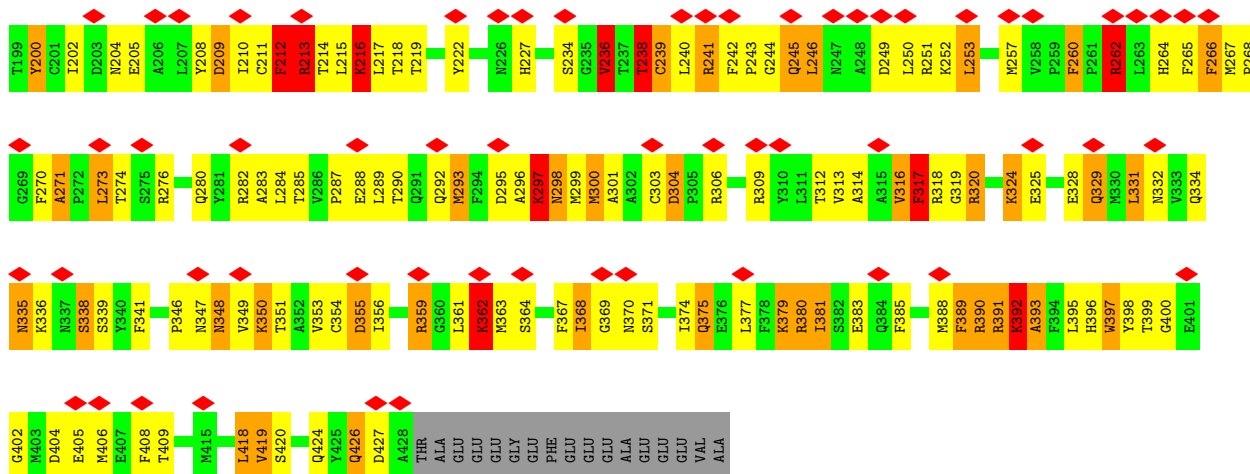 T199 Y200 C201 I202 D203 N204 E205 A206 L207 Y208 D209 I210 C211 F212 R213 T214 L215 K216 L217 T218 T219 Y222 N226 H227 S234 G235 V236 T237 T238 C239 L240 R241 F242 P243 G244 Q245 L246 N247 A248 D249 L250 R251 K252 L253 M257 V258 P259 F260 P261 R262 L263 H264 F265 F266 M267 P268
G269 F270 A271 P272 L273 T274 S275 R276 Q280 Y281 R282 A283 L284 T285 V286 P287 E288 L289 T290 Q291 Q292 M293 F294 D295 A296 K297 N298 M299 M300 A301 A302 C303 D304 P305 R306 R309 Y310 L311 T312 V313 A314 A315 V316 F317 R318 G319 R320 K324 E325 E328 Q329 M330 L331 N332 V333 Q334
N335 K336 N337 S338 S339 Y340 F341 P346 N347 N348 V349 K350 T351 A352 V353 C354 D355 I356 R359 G360 L361 K362 M363 S364 F367 I368 G369 N370 S371 I374 Q375 E376 L377 F378 K379 R380 I381 S382 E383 Q384 F385 M388 F389 R390 R391 K392 A393 F394 L395 H396 W397 Y398 T399 G400 E401
G402 M403 D404 E405 M406 E407 F408 T409 M415 L418 V419 S420 Q424 Y425 Q426 D427 A428 THR ALA GLU GLU GLU GLY GLU PHE GLU GLU GLU ALA GLU GLU GLU VAL ALA